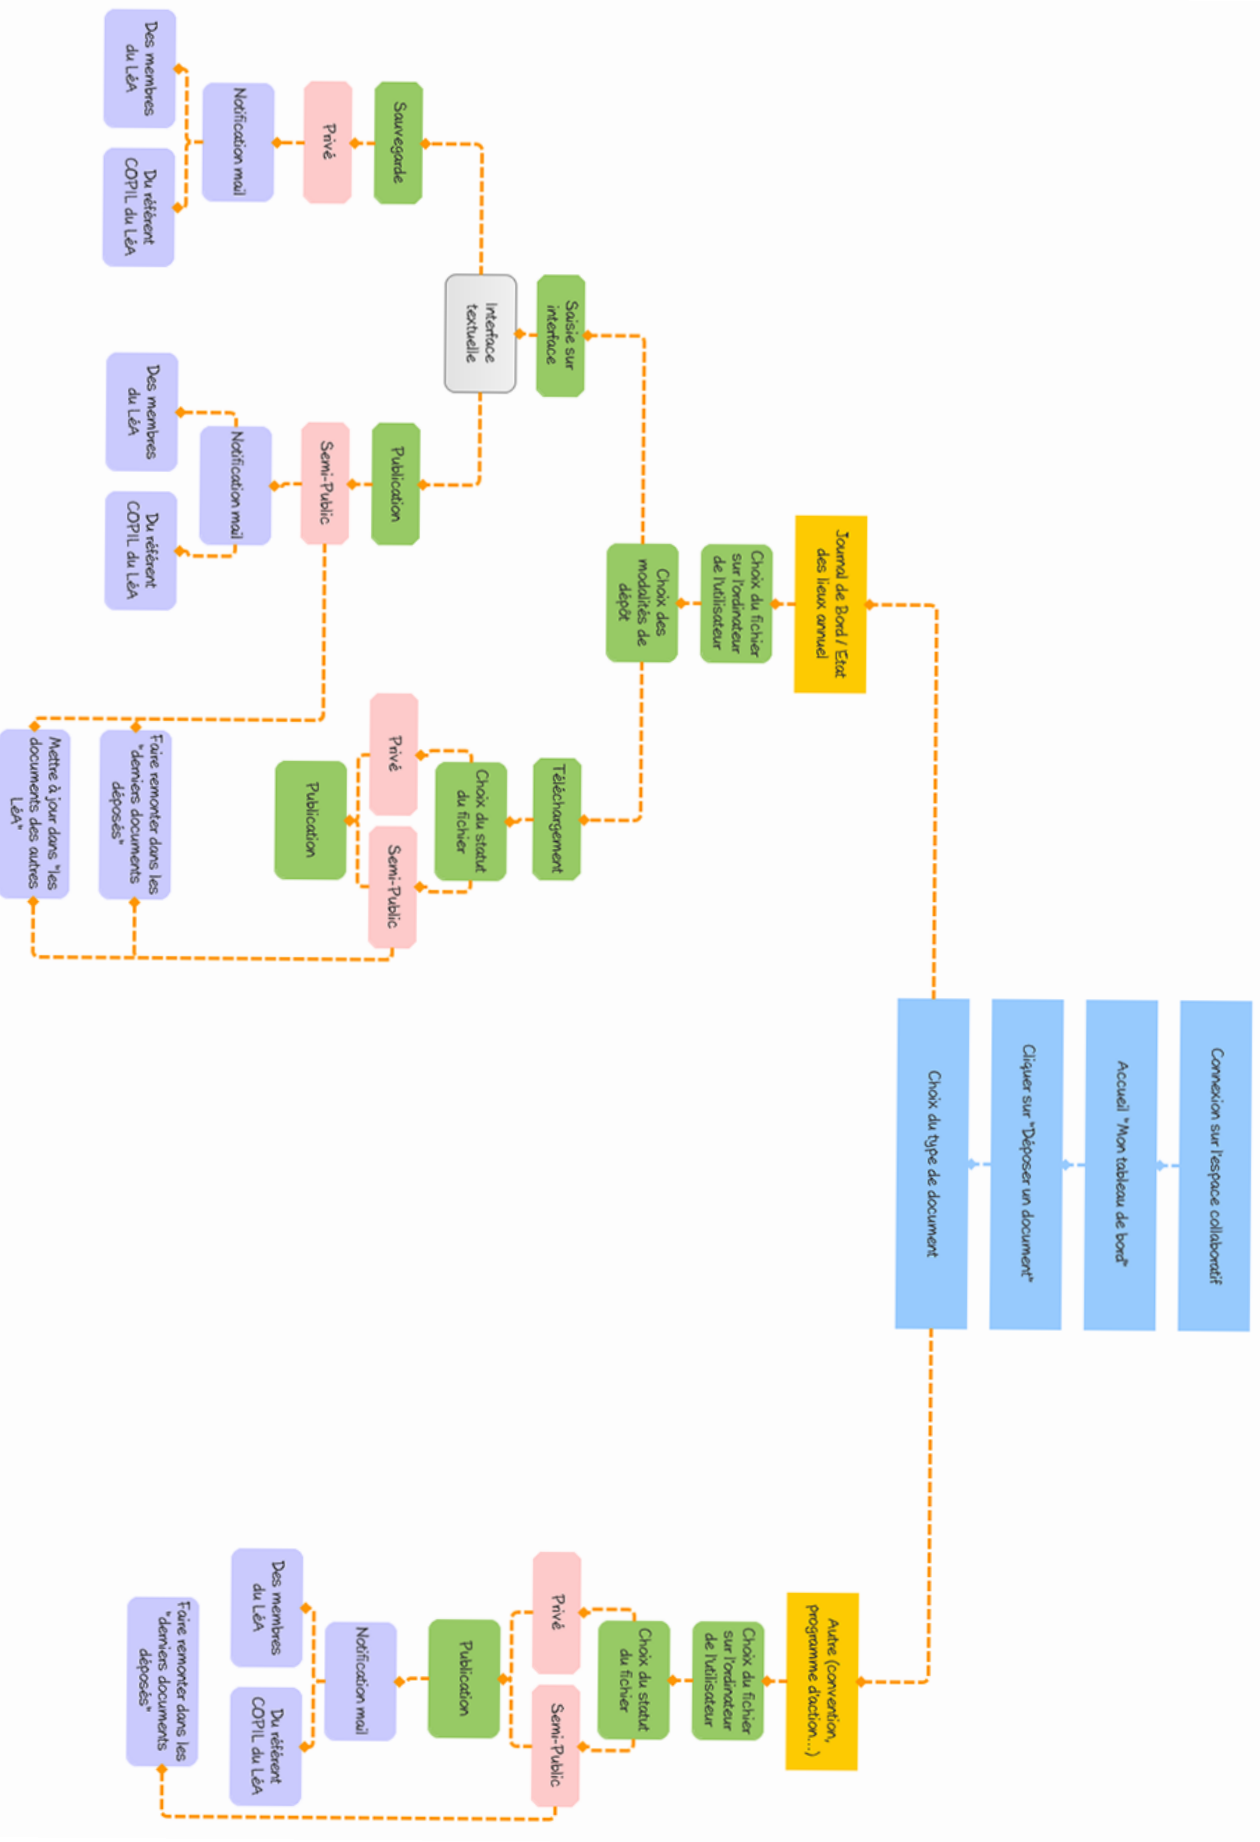 Connexion sur l'espace collaboratif
Accueil "Mon tableau de bord"
Cliquer sur "Déposer un document"
Choix du type de document
Journal de Bord / Etat
des lieux annuel
Choix du fichier
sur l'ordinateur
de l'utilisateur
Choix des
modalités de
dépôt
Saisie sur
interface
Interface
textuelle
Sauvegarde
Privé
Notification mail
Des membres
du LéA
Du référent
COPIL du LéA
Publication
Semi-Public
Notification mail
Des membres
du LéA
Du référent
COPIL du LéA
Téléchargement
Choix du statut
du fichier
Privé
Semi-Public
Publication
Faire remonter dans les
"derniers documents
déposés"
Mettre à jour dans "les
documents des autres
LéA"
Autre (convention,
programme d'action...)
Choix du fichier
sur l'ordinateur
de l'utilisateur
Choix du statut
du fichier
Privé
Semi-Public
Publication
Notification mail
Des membres
du LéA
Du référent
COPIL du LéA
Faire remonter dans les
"derniers documents
déposés"